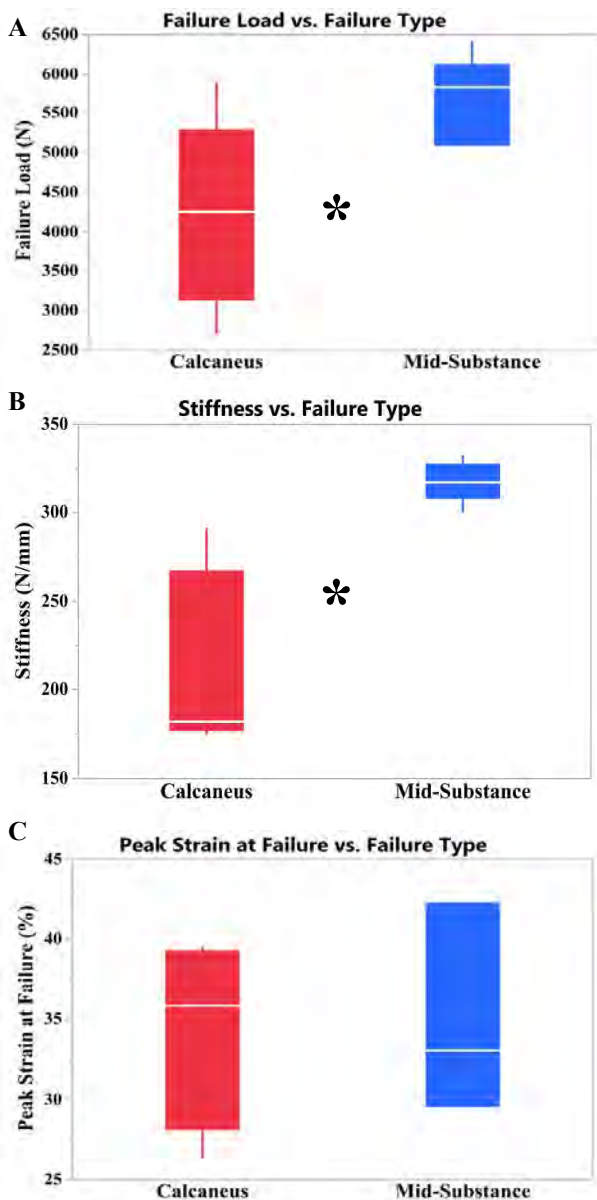 A
Failure Load vs. Failure Type
Failure Load (N)
6500
6000
5500
5000
4500
4000
3500
3000
2500
*
Calcaneus Mid-Substance
B
Stiffness vs. Failure Type
Stiffness (N/mm)
350
300
250
200
150
*
Calcaneus Mid-Substance
C
Peak Strain at Failure vs. Failure Type
Peak Strain at Failure (%)
45
40
35
30
25
Calcaneus Mid-Substance